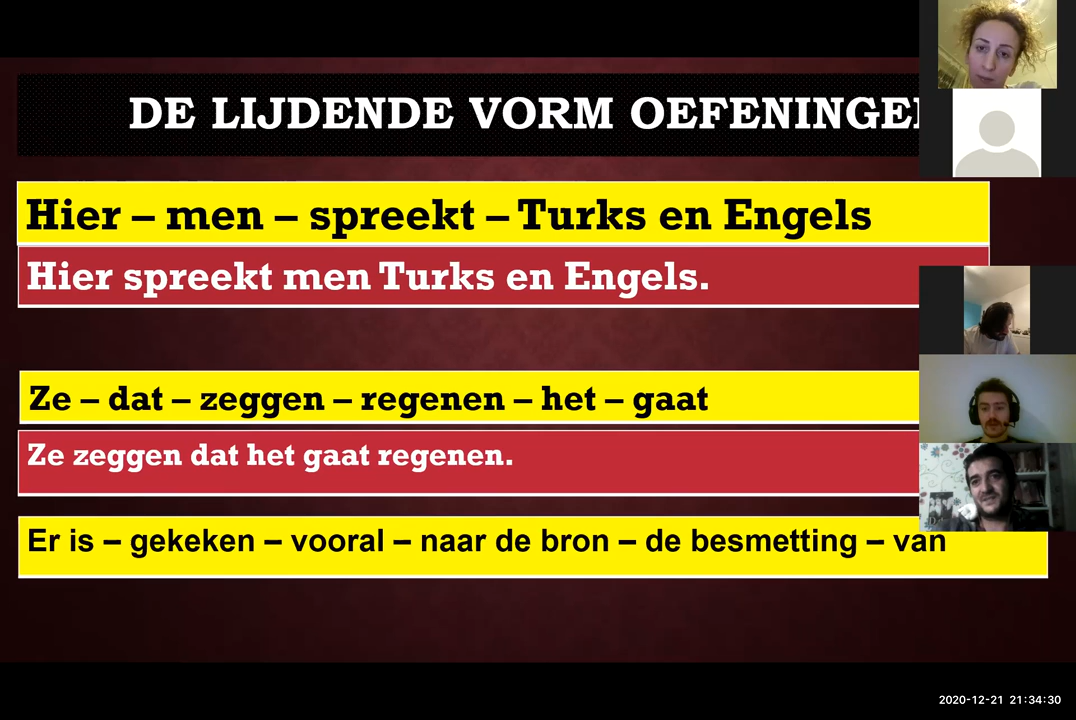 DE LIJDENDE VORM OEFENINGEN
Hier – men – spreekt – Turks en Engels
Hier spreekt men Turks en Engels.
Ze – dat – zeggen – regenen – het – gaat
Ze zeggen dat het gaat regenen.
Er is – gekeken – vooral – naar de bron – de besmetting – van
2020-12-21 21:34:30